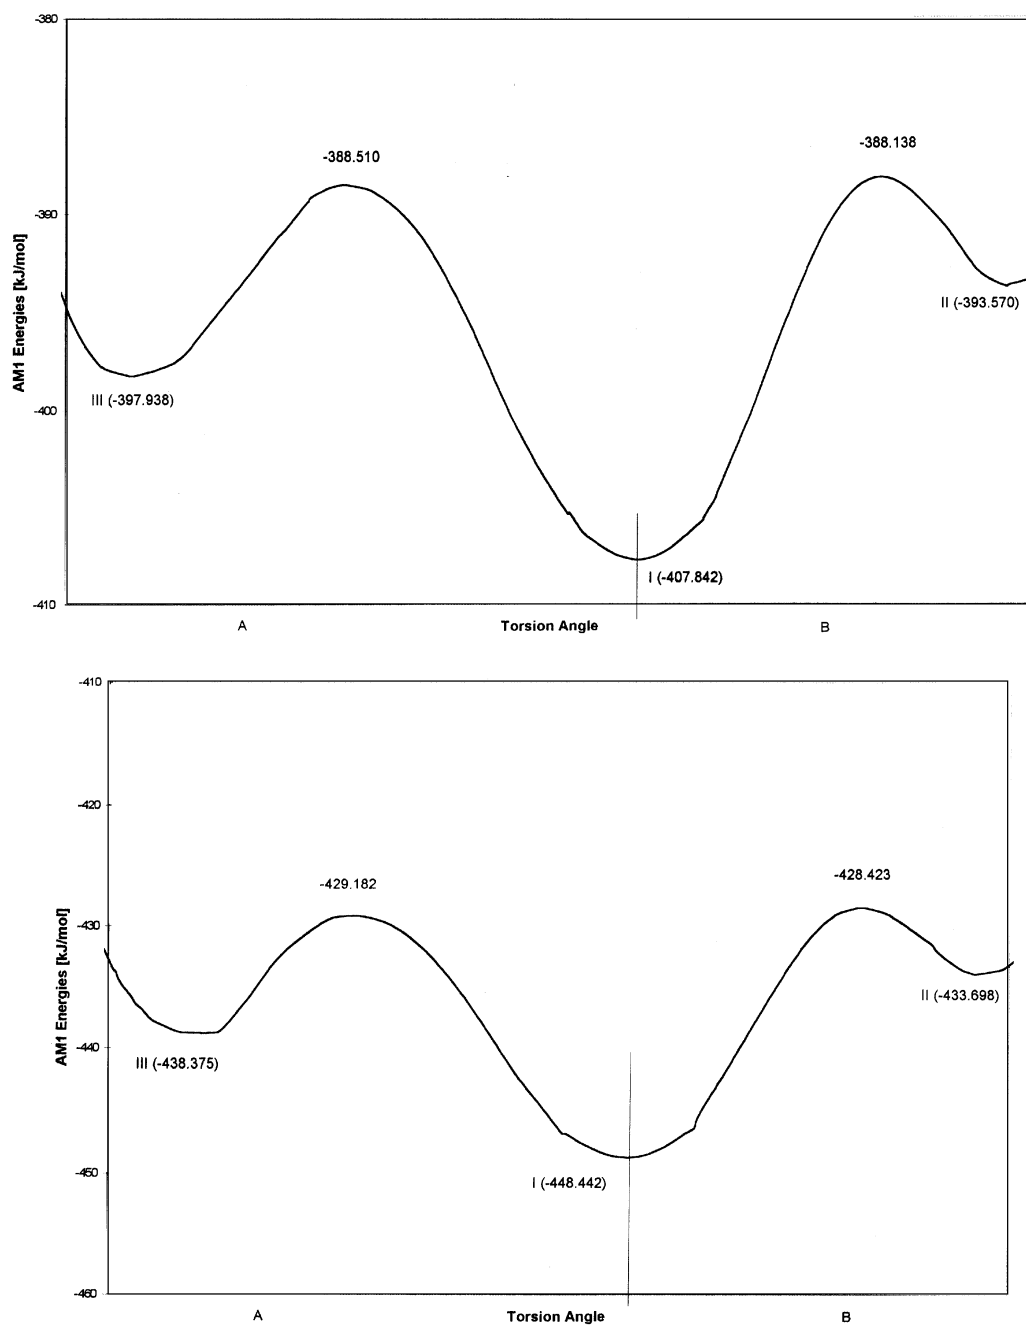 -380
-388.138
-388.510
-390
AM1 Energies [kJ/mol]
II (-393.570)
III (-397.938)
-400
I (-407.842)
-410
A Torsion Angle B
-410
-420
-428.423
-429.182
-430
AM1 Energies [kJ/mol]
II (-433.698)
-440
III (-438.375)
-450
I (-448.442)
-460
A Torsion Angle B